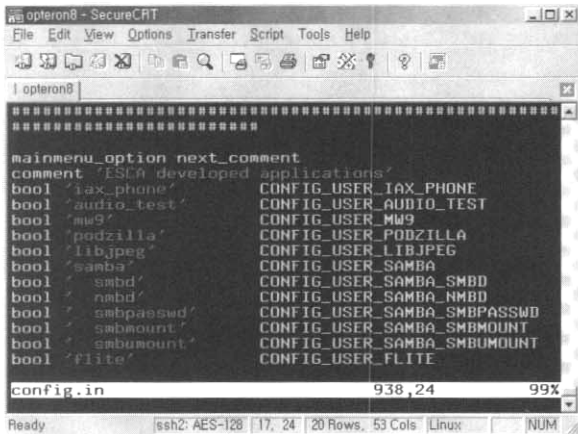 opteron8 - SecureCRT
File Edit View Options Transfer Script Tools Help
opteron8
############################################################
###########################
mainmenu_option next_comment
comment 'ESCA developed applications'
bool 'iax_phone' CONFIG_USER_IAX_PHONE
bool 'audio_test' CONFIG_USER_AUDIO_TEST
bool 'mw9' CONFIG_USER_MW9
bool 'podzilla' CONFIG_USER_PODZILLA
bool 'libjpeg' CONFIG_USER_LIBJPEG
bool 'samba' CONFIG_USER_SAMBA
bool '  smbd' CONFIG_USER_SAMBA_SMBD
bool '  nmbd' CONFIG_USER_SAMBA_NMBD
bool '  smbpasswd' CONFIG_USER_SAMBA_SMBPASSWD
bool '  smbmount' CONFIG_USER_SAMBA_SMBMOUNT
bool '  smbumount' CONFIG_USER_SAMBA_SMBUMOUNT
bool 'flite' CONFIG_USER_FLITE
config.in 938,24 99%
Ready ssh2: AES-128 17, 24 20 Rows, 53 Cols Linux NUM